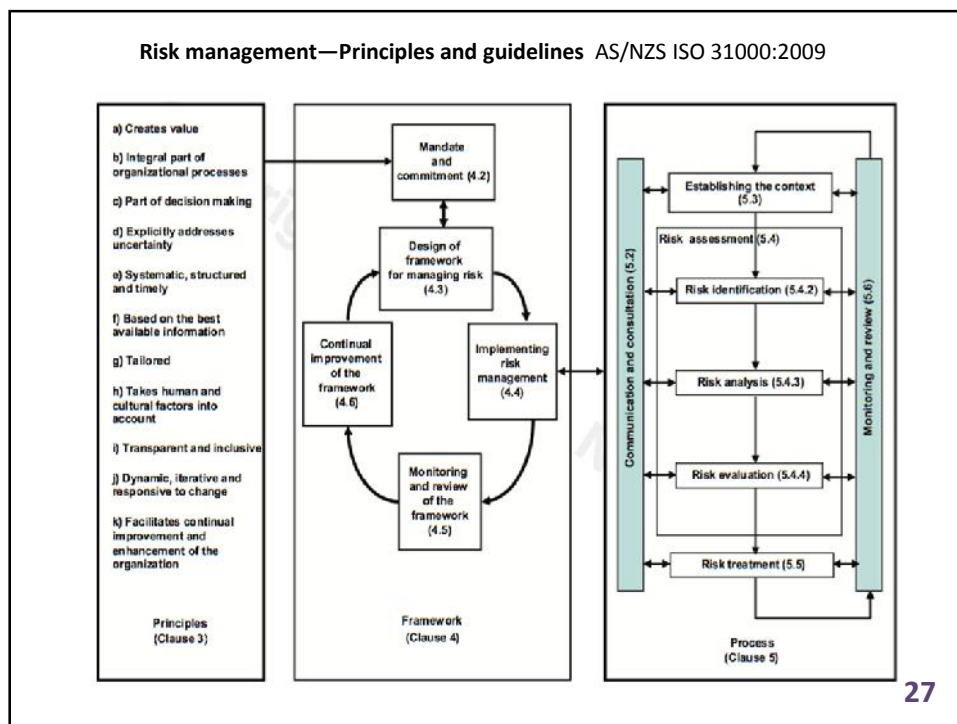 Risk management—Principles and guidelines AS/NZS ISO 31000:2009
a) Creates value
b) Integral part of
organizational processes
c) Part of decision making
d) Explicitly addresses
uncertainty
e) Systematic, structured
and timely
f) Based on the best
available information
g) Tailored
h) Takes human and
cultural factors into
account
i) Transparent and inclusive
j) Dynamic, iterative and
responsive to change
k) Facilitates continual
improvement and
enhancement of the
organization
Principles
(Clause 3)
Mandate
and
commitment (4.2)
Design of
framework
for managing risk
(4.3)
Continual
improvement
of the
framework
(4.6)
Implementing
risk
management
(4.4)
Monitoring
and review
of the
framework
(4.5)
Framework
(Clause 4)
Communication and consultation (5.2)
Establishing the context
(5.3)
Risk assessment (5.4)
Risk identification (5.4.2)
Risk analysis (5.4.3)
Risk evaluation (5.4.4)
Risk treatment (5.5)
Monitoring and review (5.6)
Process
(Clause 5)
27